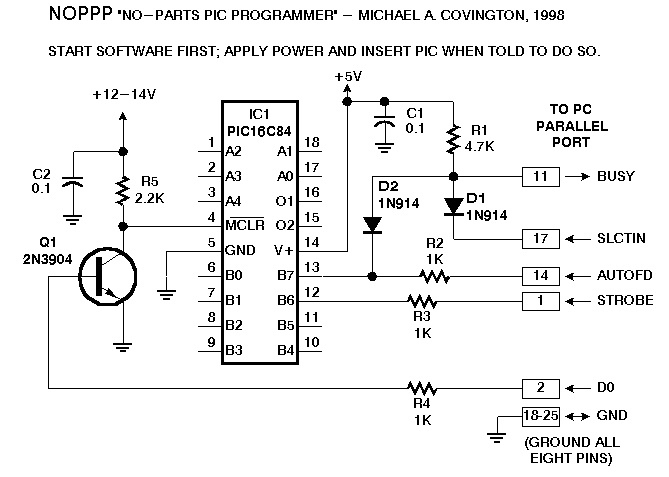 NOPPP "NO-PARTS PIC PROGRAMMER" - MICHAEL A. COVINGTON, 1998
START SOFTWARE FIRST; APPLY POWER AND INSERT PIC WHEN TOLD TO DO SO.
+5V
+12-14V
IC1
PIC16C84
C1
0.1
R1
4.7K
TO PC
PARALLEL
PORT
C2
0.1
R5
2.2K
1 A2 A1 18
2 A3 A0 17
3 A4 O1 16
4 MCLR O2 15
5 GND V+ 14
6 B0 B7 13
7 B1 B6 12
8 B2 B5 11
9 B3 B4 10
Q1
2N3904
D2
1N914
D1
1N914
R2
1K
R3
1K
R4
1K
11 BUSY
17 SLCTIN
14 AUTOFD
1 STROBE
2 D0
18-25 GND
(GROUND ALL
EIGHT PINS)